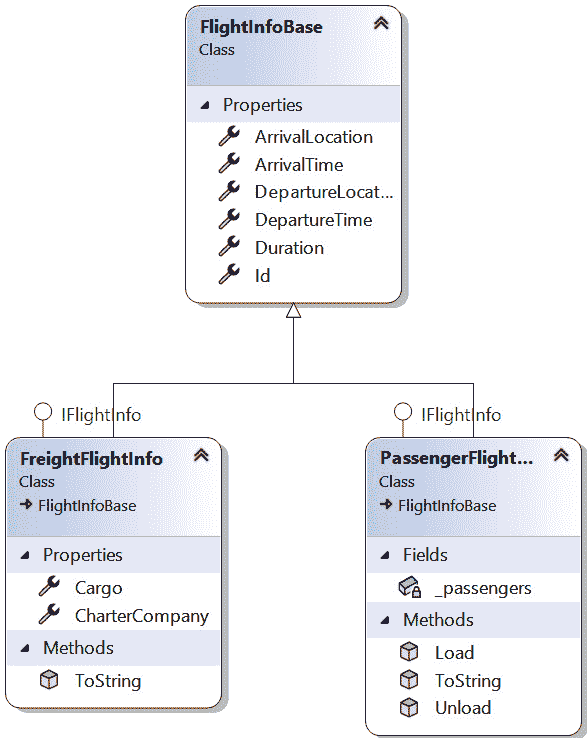 FlightInfoBase
Class
Properties
ArrivalLocation
ArrivalTime
DepartureLocat...
DepartureTime
Duration
Id
IFlightInfo
FreightFlightInfo
Class
FlightInfoBase
Properties
Cargo
CharterCompany
Methods
ToString
IFlightInfo
PassengerFlight...
Class
FlightInfoBase
Fields
_passengers
Methods
Load
ToString
Unload